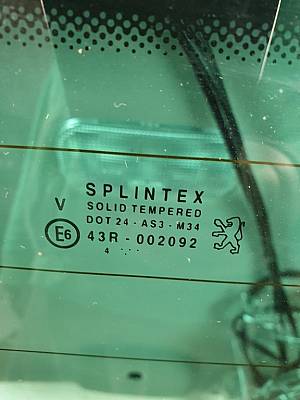 SPLINTEX
V SOLID TEMPERED
DOT 24 - AS3 - M34
E6 43R - 002092
4